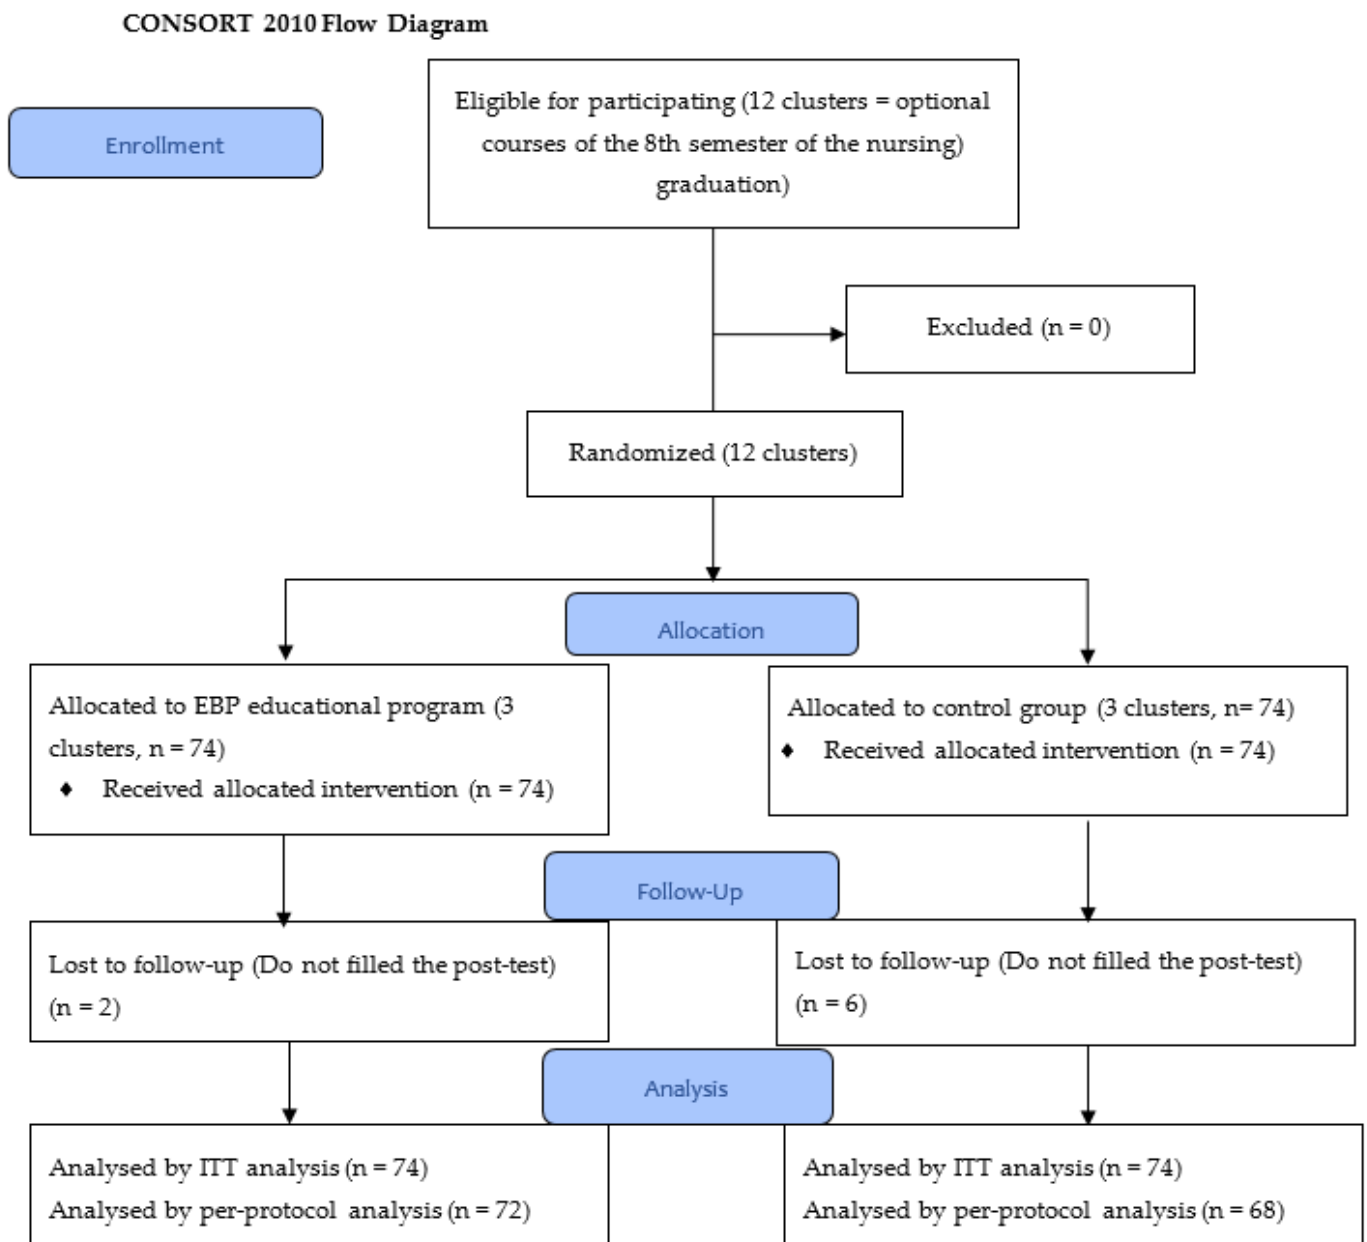 CONSORT 2010 Flow Diagram
Enrollment
Eligible for participating (12 clusters = optional
courses of the 8th semester of the nursing)
graduation)
Excluded (n = 0)
Randomized (12 clusters)
Allocation
Allocated to EBP educational program (3
clusters, n = 74)
♦ Received allocated intervention (n = 74)
Allocated to control group (3 clusters, n= 74)
♦ Received allocated intervention (n = 74)
Follow-Up
Lost to follow-up (Do not filled the post-test)
(n = 2)
Lost to follow-up (Do not filled the post-test)
(n = 6)
Analysis
Analysed by ITT analysis (n = 74)
Analysed by per-protocol analysis (n = 72)
Analysed by ITT analysis (n = 74)
Analysed by per-protocol analysis (n = 68)